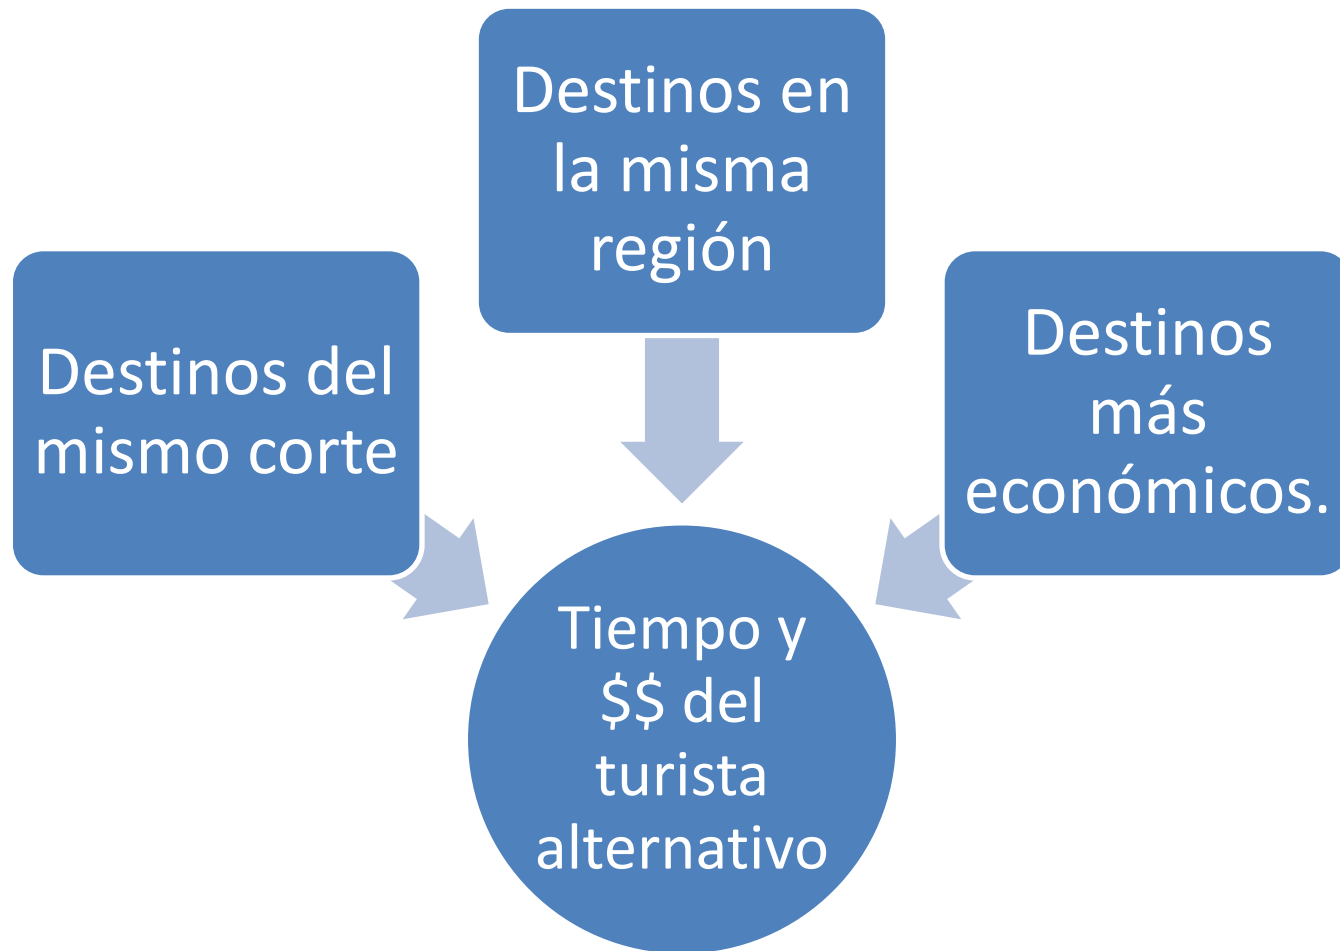 Destinos en
la misma
región
Destinos del
mismo corte
Destinos
más
económicos.
Tiempo y
$$ del
turista
alternativo